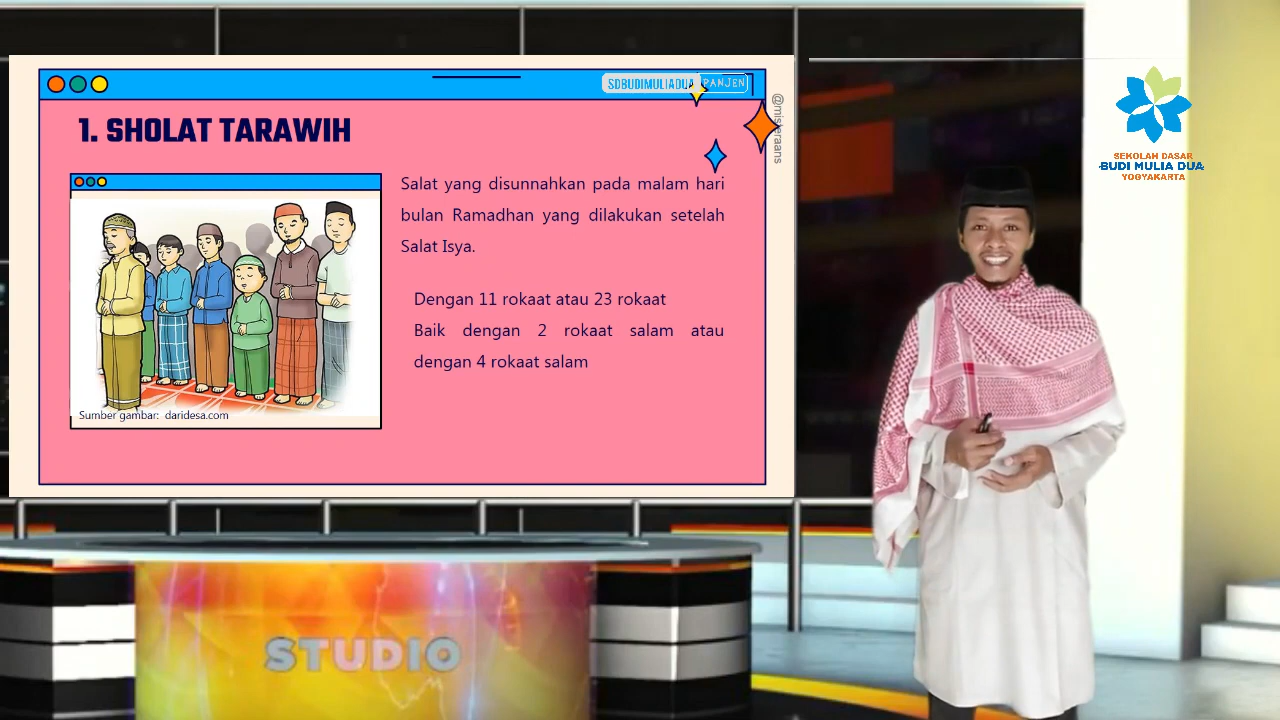 SDBUDIMULIADUA PANJEN
1. SHOLAT TARAWIH
@misteraans
Salat yang disunnahkan pada malam hari
bulan Ramadhan yang dilakukan setelah
Salat Isya.
Dengan 11 rokaat atau 23 rokaat
Baik dengan 2 rokaat salam atau
dengan 4 rokaat salam
Sumber gambar: daridesa.com
SEKOLAH DASAR
BUDI MULIA DUA
YOGYAKARTA
STUDIO